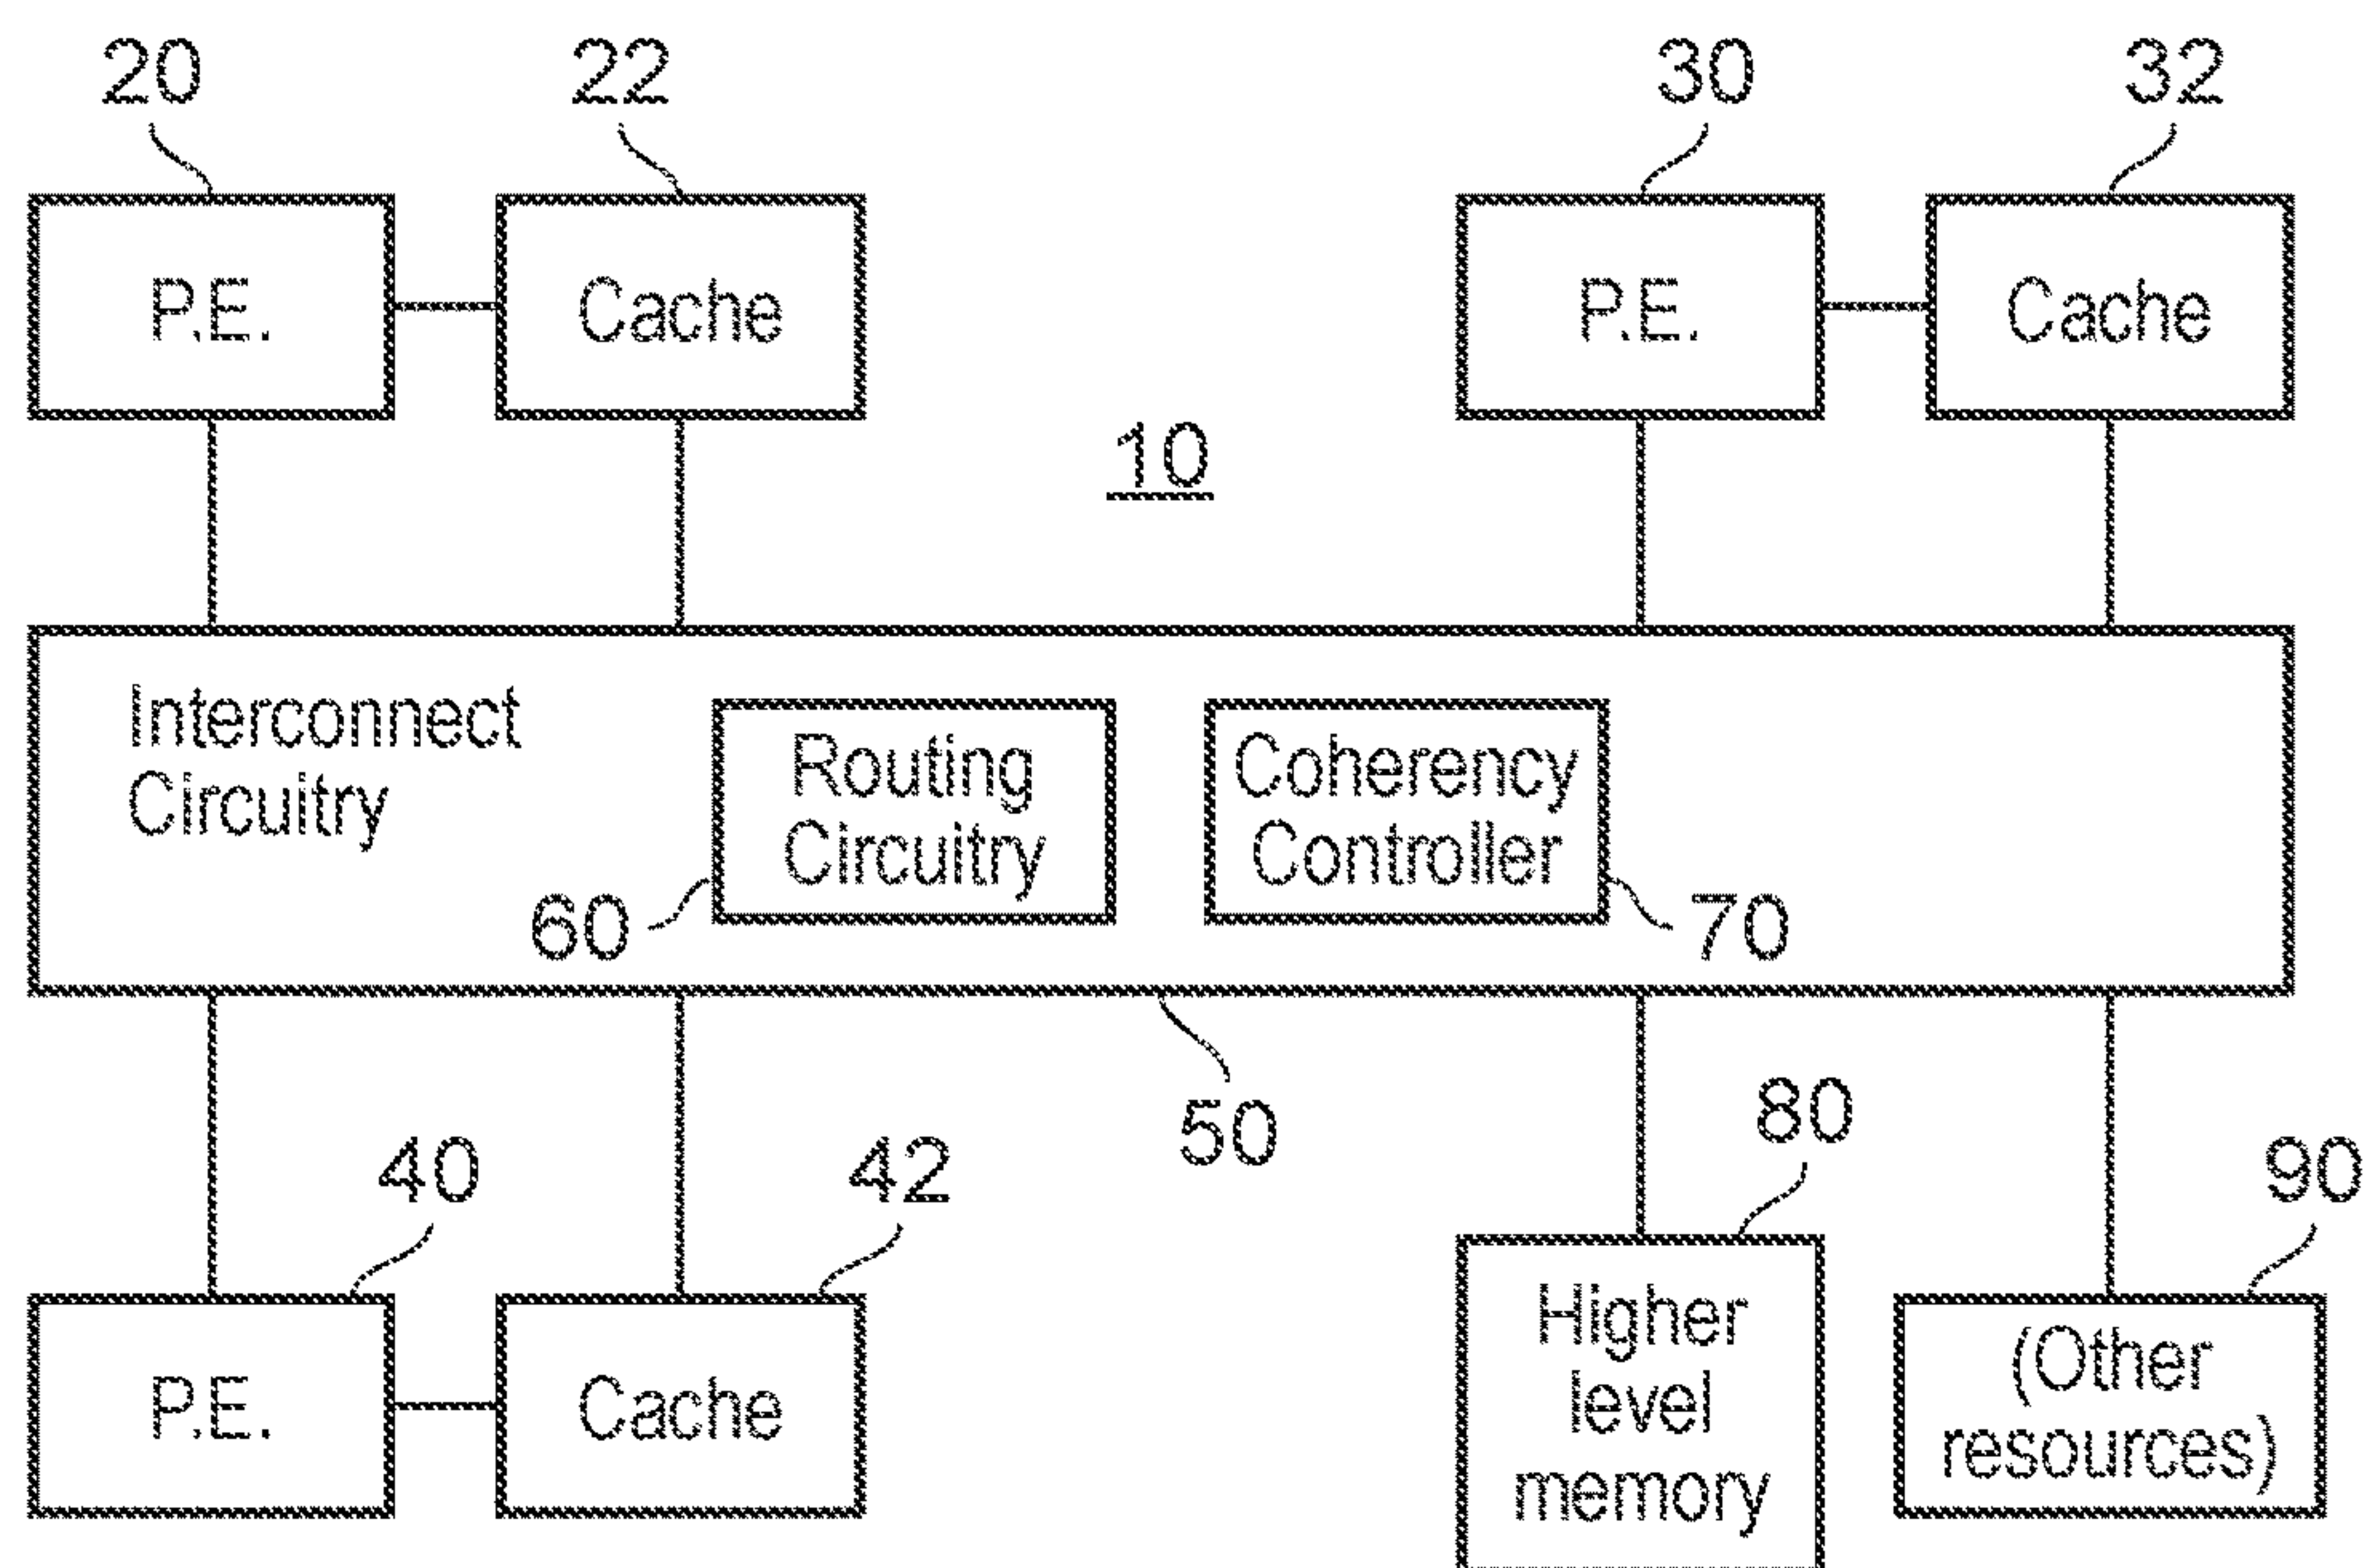 20
22
30
32
P.E.
Cache
P.E.
Cache
10
Interconnect
Circuitry
Routing
Circuitry
Coherency
Controller
60
70
50
40
42
80
90
P.E.
Cache
Higher
level
memory
(Other
resources)